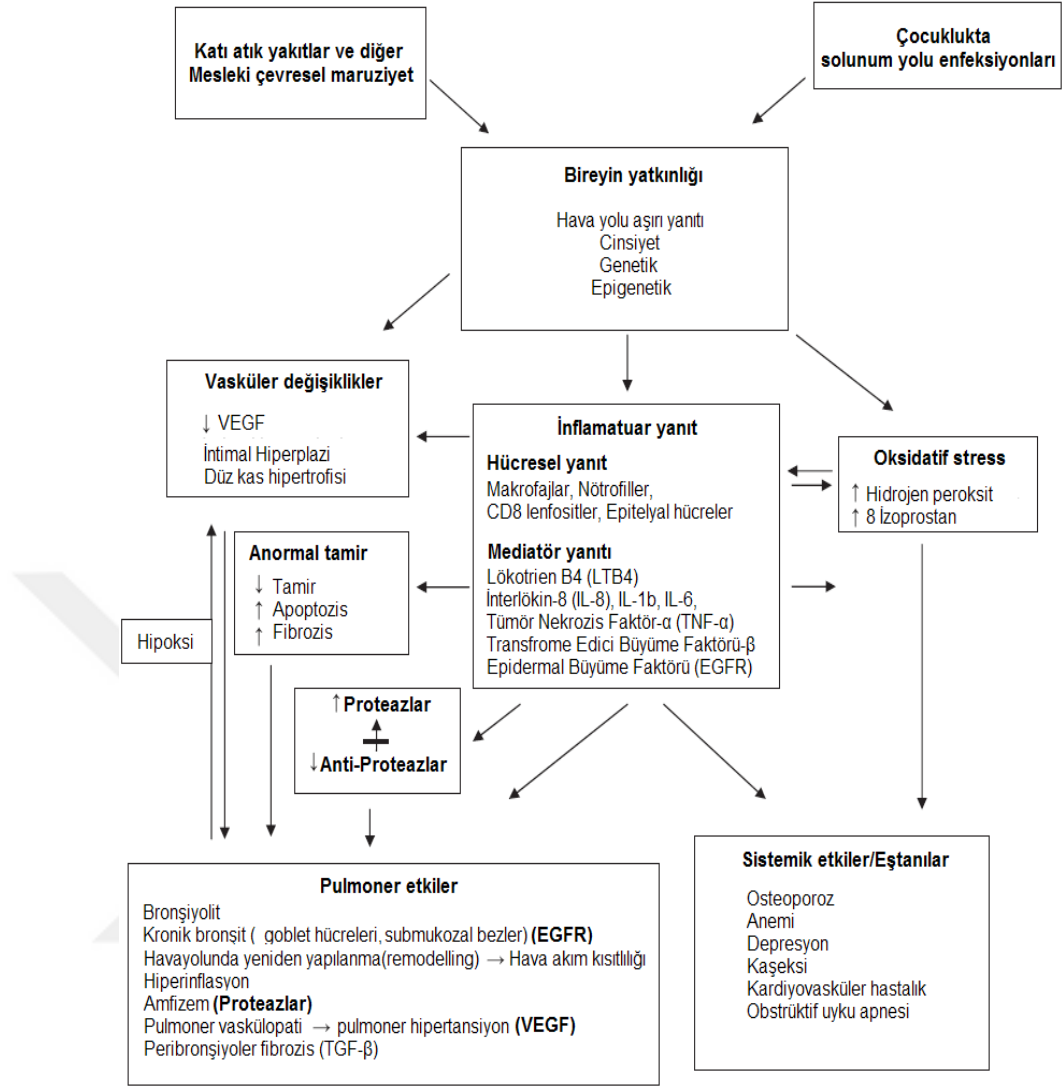 Katı atık yakıtlar ve diğer
Mesleki çevresel maruziyet
Çocuklukta
solunum yolu enfeksiyonları
Bireyin yatkınlığı
Hava yolu aşırı yanıtı
Cinsiyet
Genetik
Epigenetik
Vasküler değişiklikler
↓ VEGF
İntimal Hiperplazi
Düz kas hipertrofisi
İnflamatuar yanıt
Hücresel yanıt
Makrofajlar, Nötrofiller,
CD8 lenfositler, Epitelyal hücreler
Mediatör yanıtı
Lökotrien B4 (LTB4)
İnterlökin-8 (IL-8), IL-1b, IL-6,
Tümör Nekrozis Faktör-α (TNF-α)
Transfrome Edici Büyüme Faktörü-β
Epidermal Büyüme Faktörü (EGFR)
Oksidatif stress
↑ Hidrojen peroksit
↑ 8 İzoprostan
Anormal tamir
↓ Tamir
↑ Apoptozis
↑ Fibrozis
Hipoksi
↑Proteazlar
↓Anti-Proteazlar
Pulmoner etkiler
Bronşiyolit
Kronik bronşit ( goblet hücreleri, submukozal bezler) (EGFR)
Havayolunda yeniden yapılanma(remodelling) → Hava akım kısıtlılığı
Hiperinflasyon
Amfizem (Proteazlar)
Pulmoner vaskülopati → pulmoner hipertansiyon (VEGF)
Peribronşiyoler fibrozis (TGF-β)
Sistemik etkiler/Eştanılar
Osteoporoz
Anemi
Depresyon
Kaşeksi
Kardiyovasküler hastalık
Obstrüktif uyku apnesi